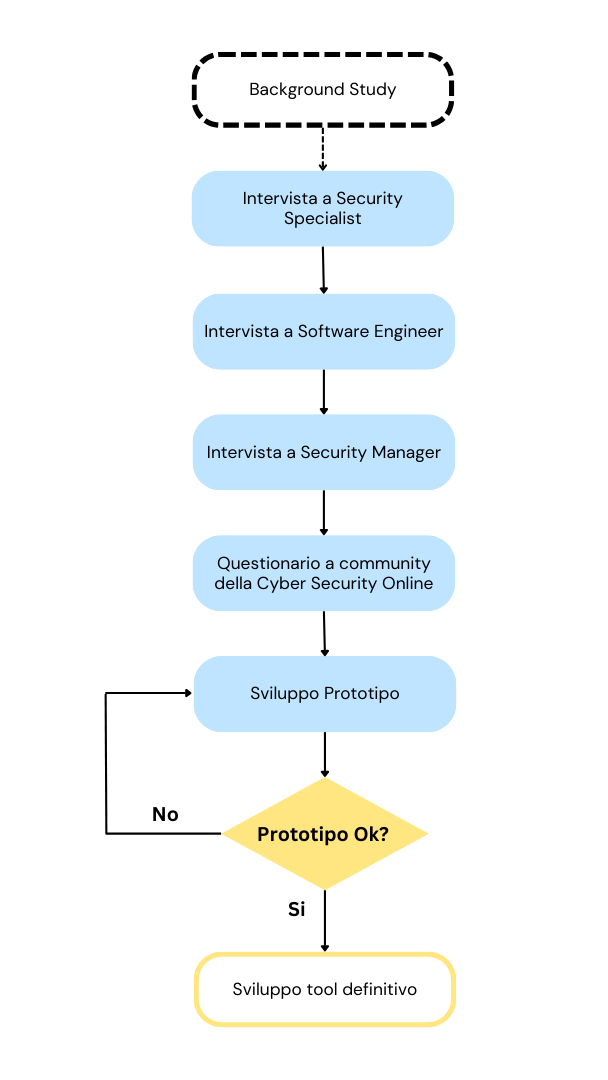 Background Study
Intervista a Security
Specialist
Intervista a Software Engineer
Intervista a Security Manager
Questionario a community
della Cyber Security Online
Sviluppo Prototipo
No
Prototipo Ok?
Si
Sviluppo tool definitivo